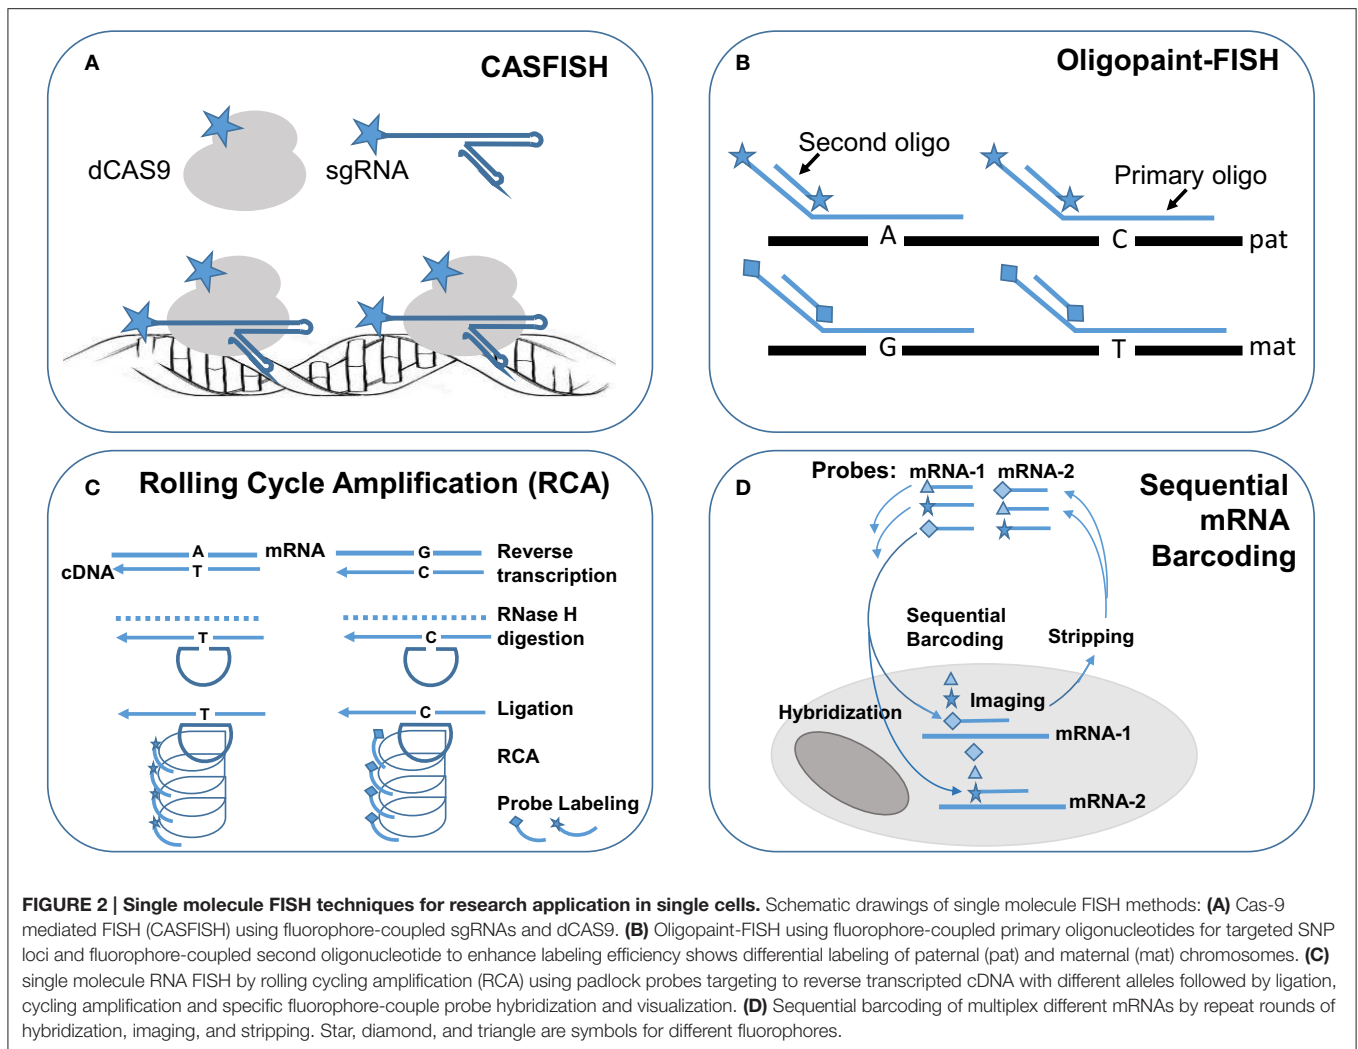 A
CASFISH
dCAS9
sgRNA
B
Oligopaint-FISH
Second oligo
Primary oligo
A
C
pat
G
T
mat
C
Rolling Cycle Amplification (RCA)
A
mRNA
G
Reverse
transcription
cDNA
T
C
RNase H
digestion
T
C
Ligation
T
C
RCA
Probe Labeling
D
Probes:
mRNA-1
mRNA-2
Sequential
mRNA
Barcoding
Sequential
Barcoding
Stripping
Imaging
Hybridization
mRNA-1
mRNA-2
FIGURE 2 | Single molecule FISH techniques for research application in single cells. Schematic drawings of single molecule FISH methods: (A) Cas-9
mediated FISH (CASFISH) using fluorophore-coupled sgRNAs and dCAS9. (B) Oligopaint-FISH using fluorophore-coupled primary oligonucleotides for targeted SNP
loci and fluorophore-coupled second oligonucleotide to enhance labeling efficiency shows differential labeling of paternal (pat) and maternal (mat) chromosomes. (C)
single molecule RNA FISH by rolling cycling amplification (RCA) using padlock probes targeting to reverse transcripted cDNA with different alleles followed by ligation,
cycling amplification and specific fluorophore-couple probe hybridization and visualization. (D) Sequential barcoding of multiplex different mRNAs by repeat rounds of
hybridization, imaging, and stripping. Star, diamond, and triangle are symbols for different fluorophores.